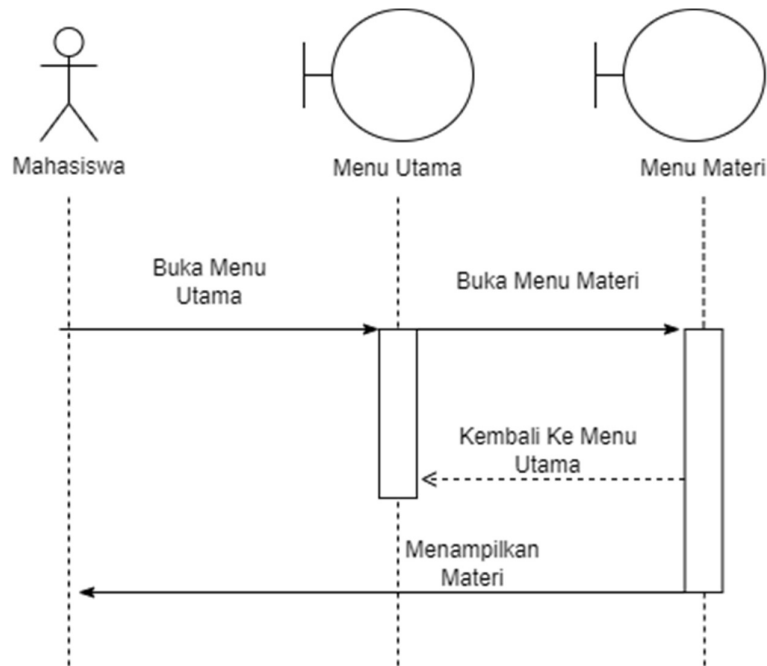 Mahasiswa
Menu Utama
Menu Materi
Buka Menu
Utama
Buka Menu Materi
Kembali Ke Menu
Utama
Menampilkan
Materi